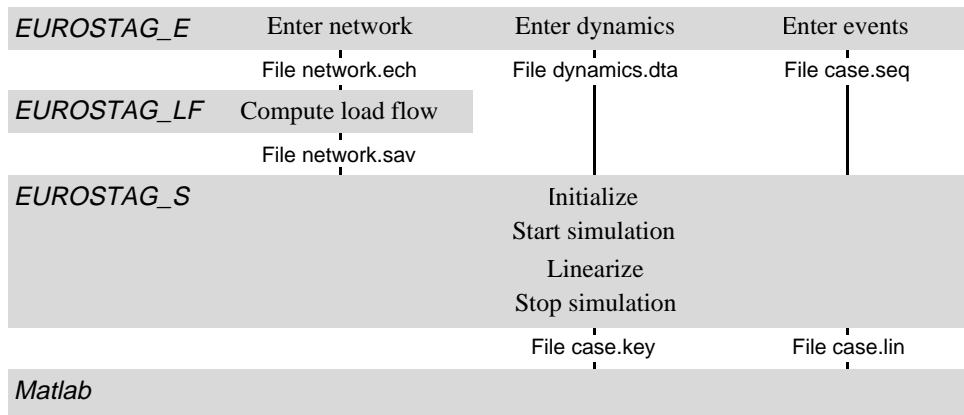 EUROSTAG_E Enter network Enter dynamics Enter events
File network.ech File dynamics.dta File case.seq
EUROSTAG_LF Compute load flow
File network.sav
EUROSTAG_S Initialize
Start simulation
Linearize
Stop simulation
File case.key File case.lin
Matlab